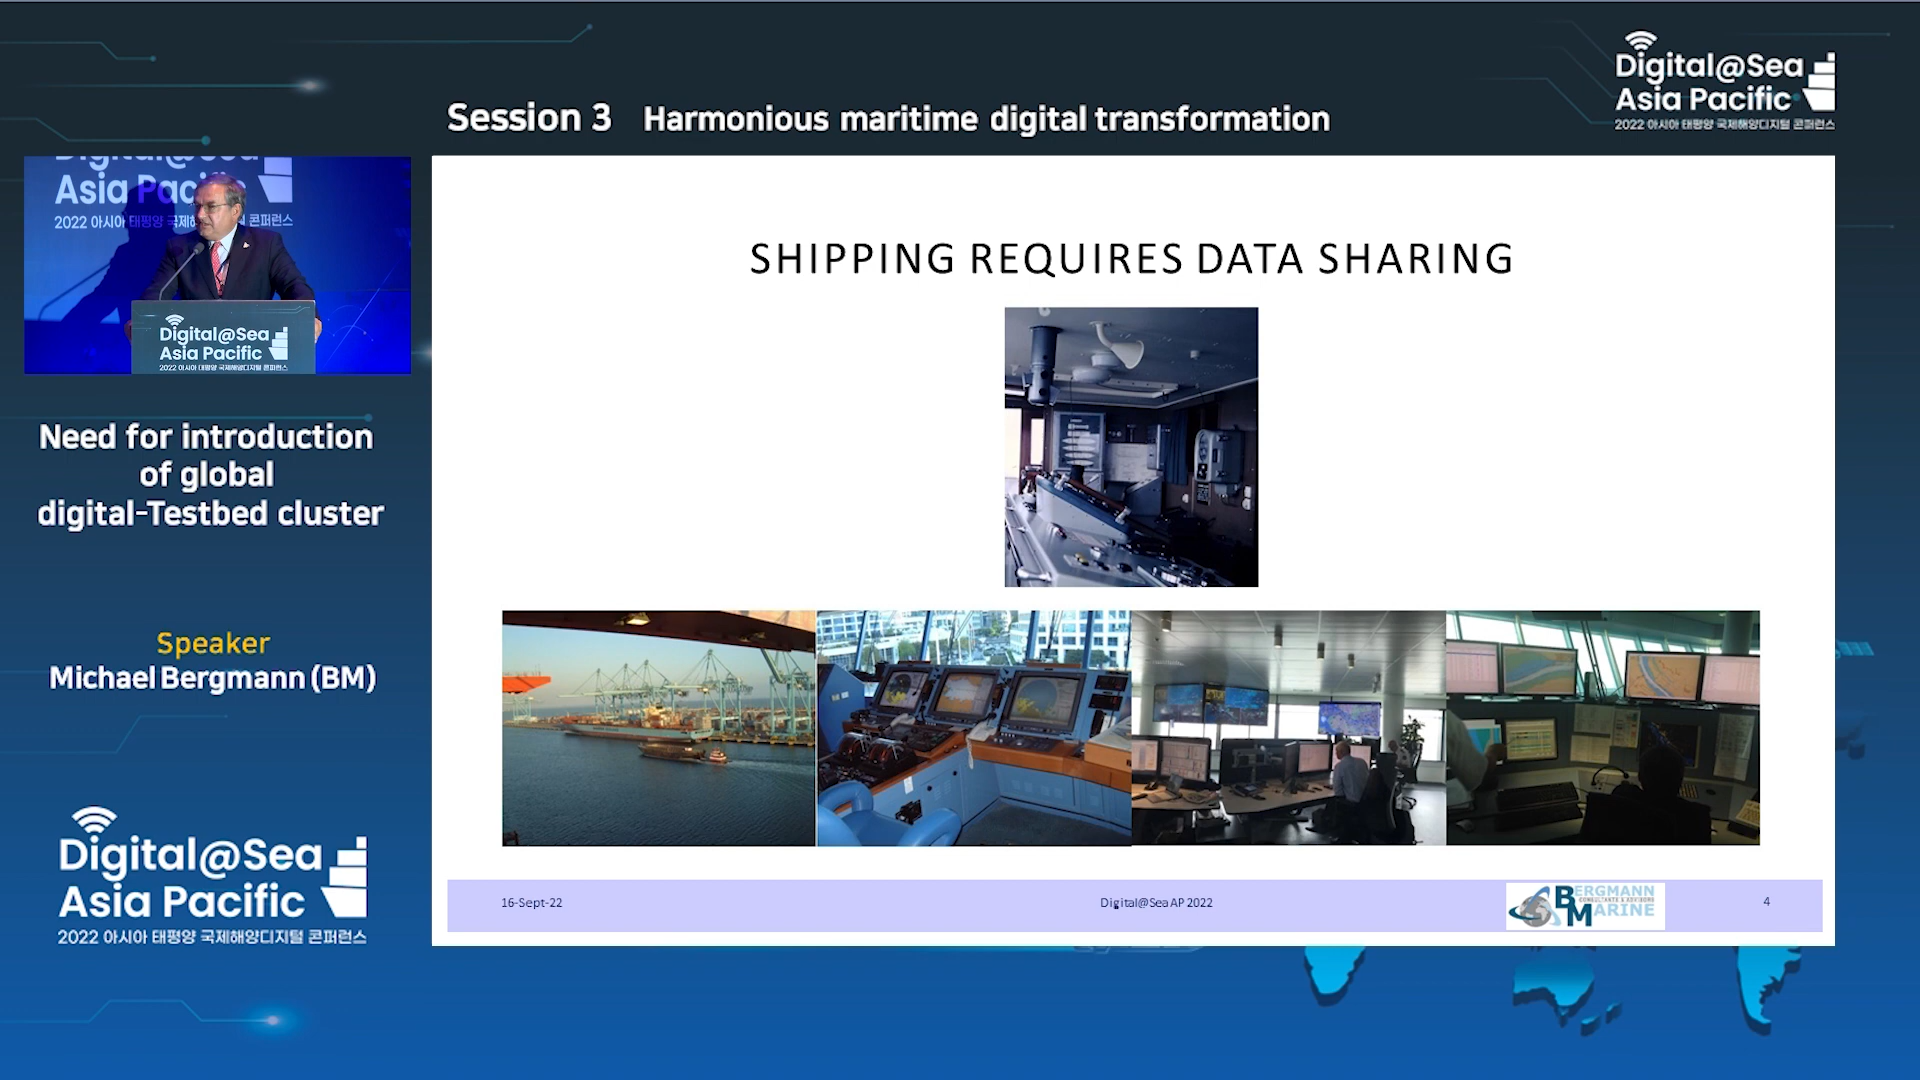 Session 3 Harmonious maritime digital transformation
Digital@Sea
Asia Pacific
2022 아시아 태평양 국제해양디지털 콘퍼런스
Digital@Sea
Asia Pacific
2022 아시아 태평양 국제해 콘퍼런스
Digital@Sea
Asia Pacific
2022 아시아 태평양 국제해양디지털 콘퍼런스
Need for introduction
of global
digital-Testbed cluster
Speaker
Michael Bergmann (BM)
Digital@Sea
Asia Pacific
2022 아시아 태평양 국제해양디지털 콘퍼런스
SHIPPING REQUIRES DATA SHARING
16-Sept-22
Digital@Sea AP 2022
BERGMANN
CONSULTANTS & ADVISORS
MARINE
4